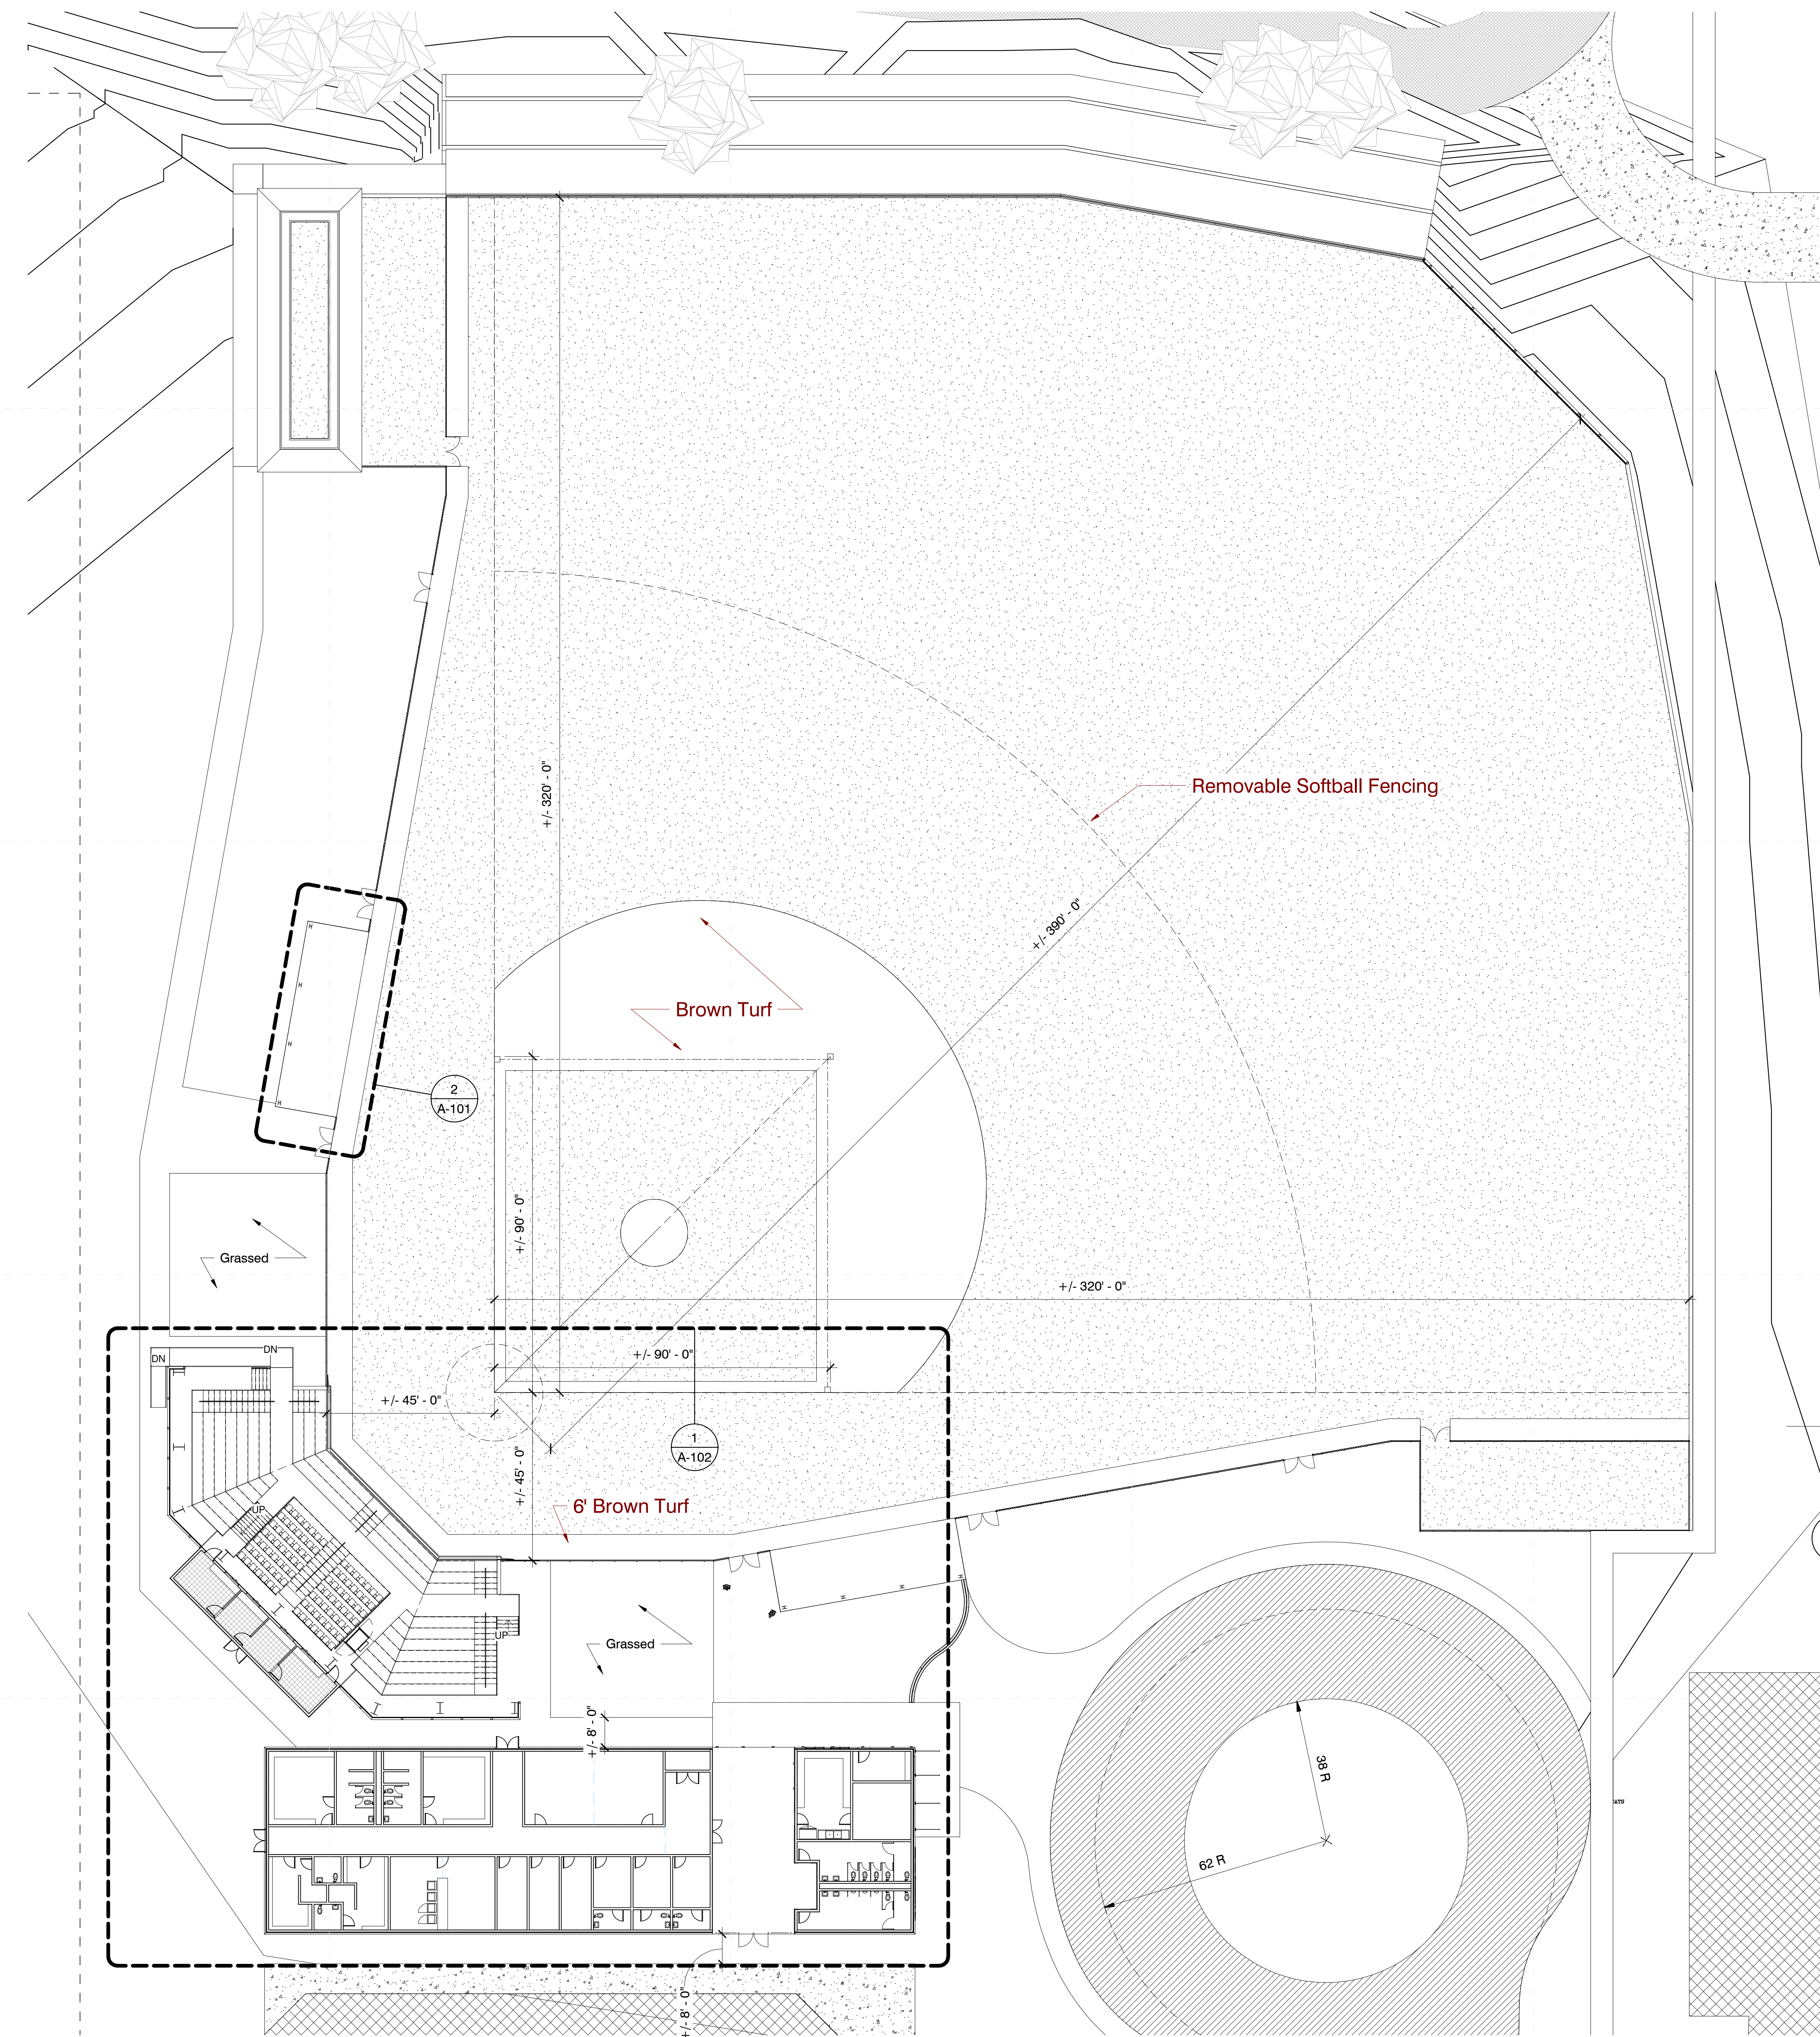 +/- 320' - 0"
Removable Softball Fencing
+/- 390' - 0"
Brown Turf
H
H
H
H
2
A-101
+/- 90' - 0"
Grassed
+/- 320' - 0"
DN
DN
+/- 90' - 0"
+/- 45' - 0"
1
A-102
+/- 45' - 0"
6' Brown Turf
UP
H
H
H
H
UP
Grassed
+/- 8' - 0"
38 R
62 R
+/- 8' - 0"